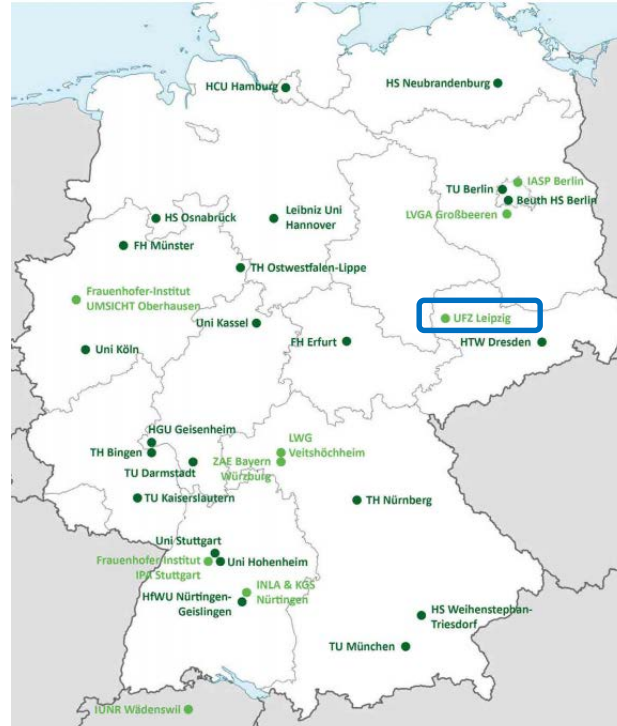 HCU Hamburg
HS Neubrandenburg
IASP Berlin
TU Berlin
Beuth HS Berlin
LVGA Großbeeren
HS Osnabrück
Leibniz Uni
Hannover
FH Münster
TH Ostwestfalen-Lippe
Frauenhofer-Institut
UMSICHT Oberhausen
UFZ Leipzig
Uni Kassel
FH Erfurt
HTW Dresden
Uni Köln
HGU Geisenheim
TH Bingen
TU Darmstadt
LWG
Veitshöchheim
ZAE Bayern
Würzburg
TU Kaiserslautern
TH Nürnberg
Uni Stuttgart
Frauenhofer-Institut
IPA Stuttgart
Uni Hohenheim
INLA & KGS
Nürtingen
HfWU Nürtingen-
Geislingen
HS Weihenstephan-
Triesdorf
TU München
IUNR Wädenswil